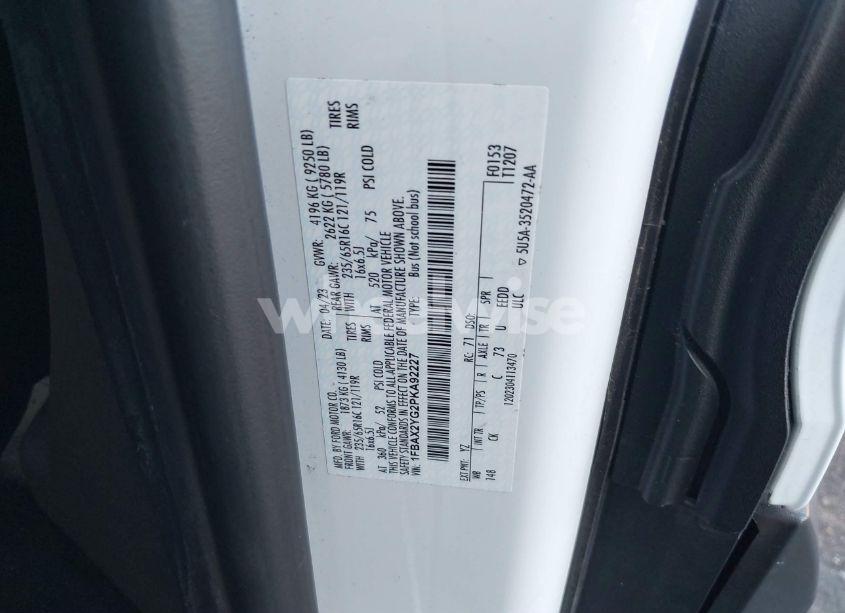 MFD. BY FORD MOTOR CO.
DATE: 04/23 GVWR: 4196 KG ( 9250 LB)
FRONT GAWR: 1873 KG ( 4130 LB) REAR GAWR: 2622 KG ( 5780 LB)
WITH 235/65R16C 121/119R TIRES WITH 235/65R16C 121/119R TIRES
16x6.5J RIMS 16x6.5J RIMS
AT 360 kPa/ 52 PSI COLD AT 520 kPa/ 75 PSI COLD
THIS VEHICLE CONFORMS TO ALL APPLICABLE FEDERAL MOTOR VEHICLE
SAFETY STANDARDS IN EFFECT ON THE DATE OF MANUFACTURE SHOWN ABOVE.
VIN: 1FBAX2YG2PKA92227 TYPE: Bus (Not school bus)
EXT PNT: YZ RC: 71 DSO: F0153
WB INT TR TP/PS R AXLE TR SPR T1207
148 CK C 73 U EEDD
ULC
1202304113470 5U5A-3520472-AA